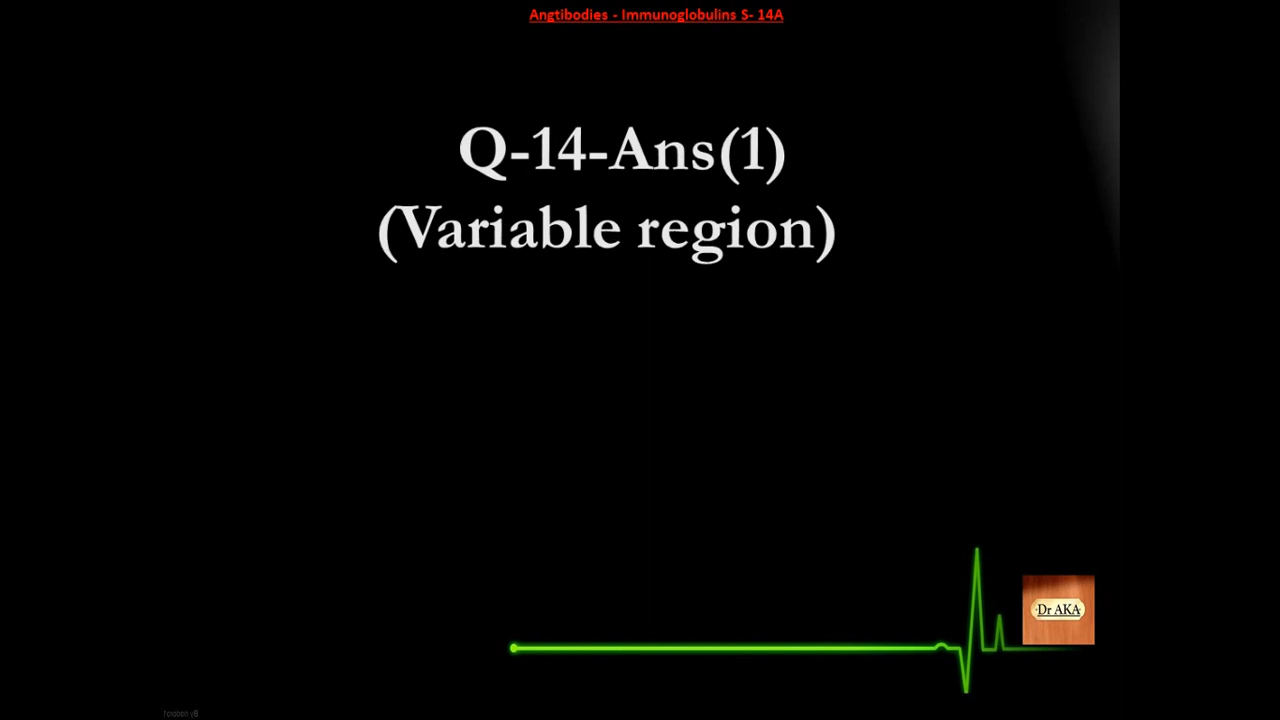 Angtibodies - Immunoglobulins S- 14A
Q-14-Ans(1)
(Variable region)
Dr AKA